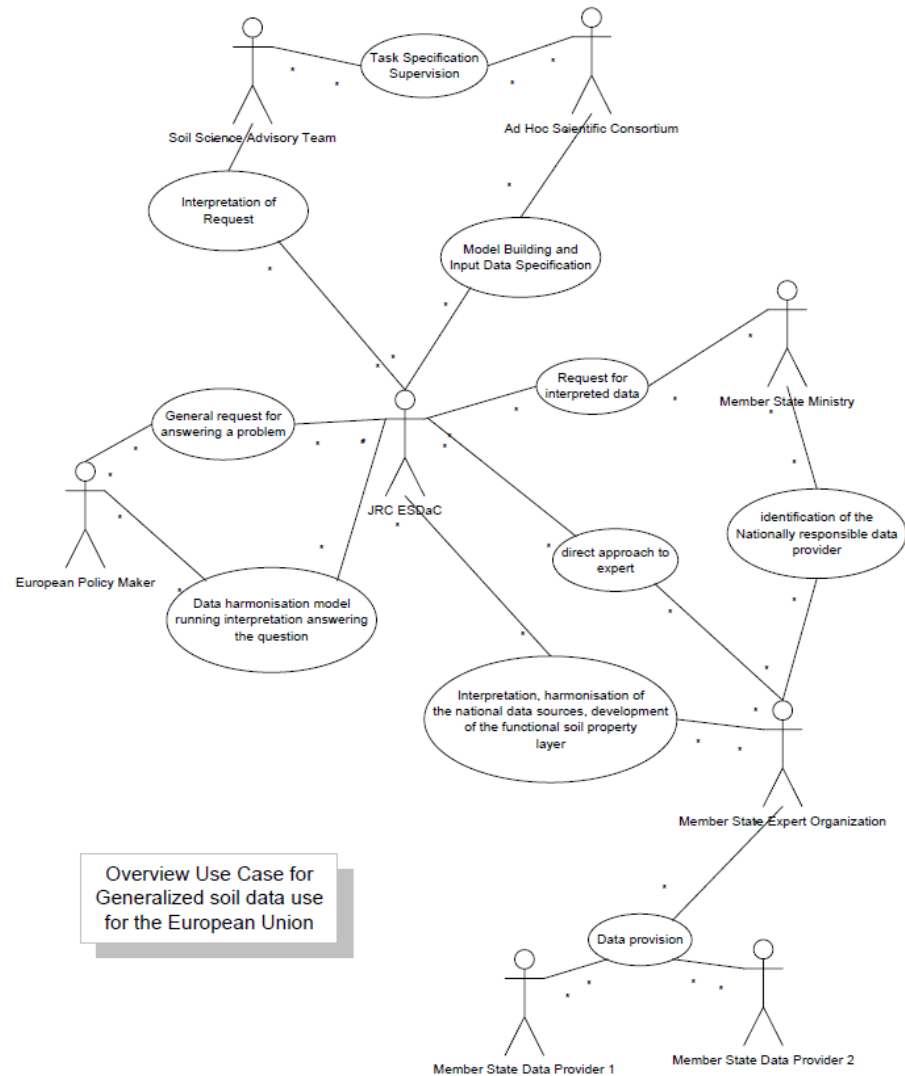 Task Specification
Supervision
Soil Science Advisory Team
Ad Hoc Scientific Consortium
Interpretation of
Request
Model Building and
Input Data Specification
Request for
interpreted data
Member State Ministry
General request for
answering a problem
JRC ESDaC
European Policy Maker
identification of the
Nationally responsible data
provider
direct approach to
expert
Data harmonisation model
running interpretation answering
the question
Interpretation, harmonisation of
the national data sources, development
of the functional soil property
layer
Member State Expert Organization
Overview Use Case for
Generalized soil data use
for the European Union
Data provision
Member State Data Provider 1
Member State Data Provider 2